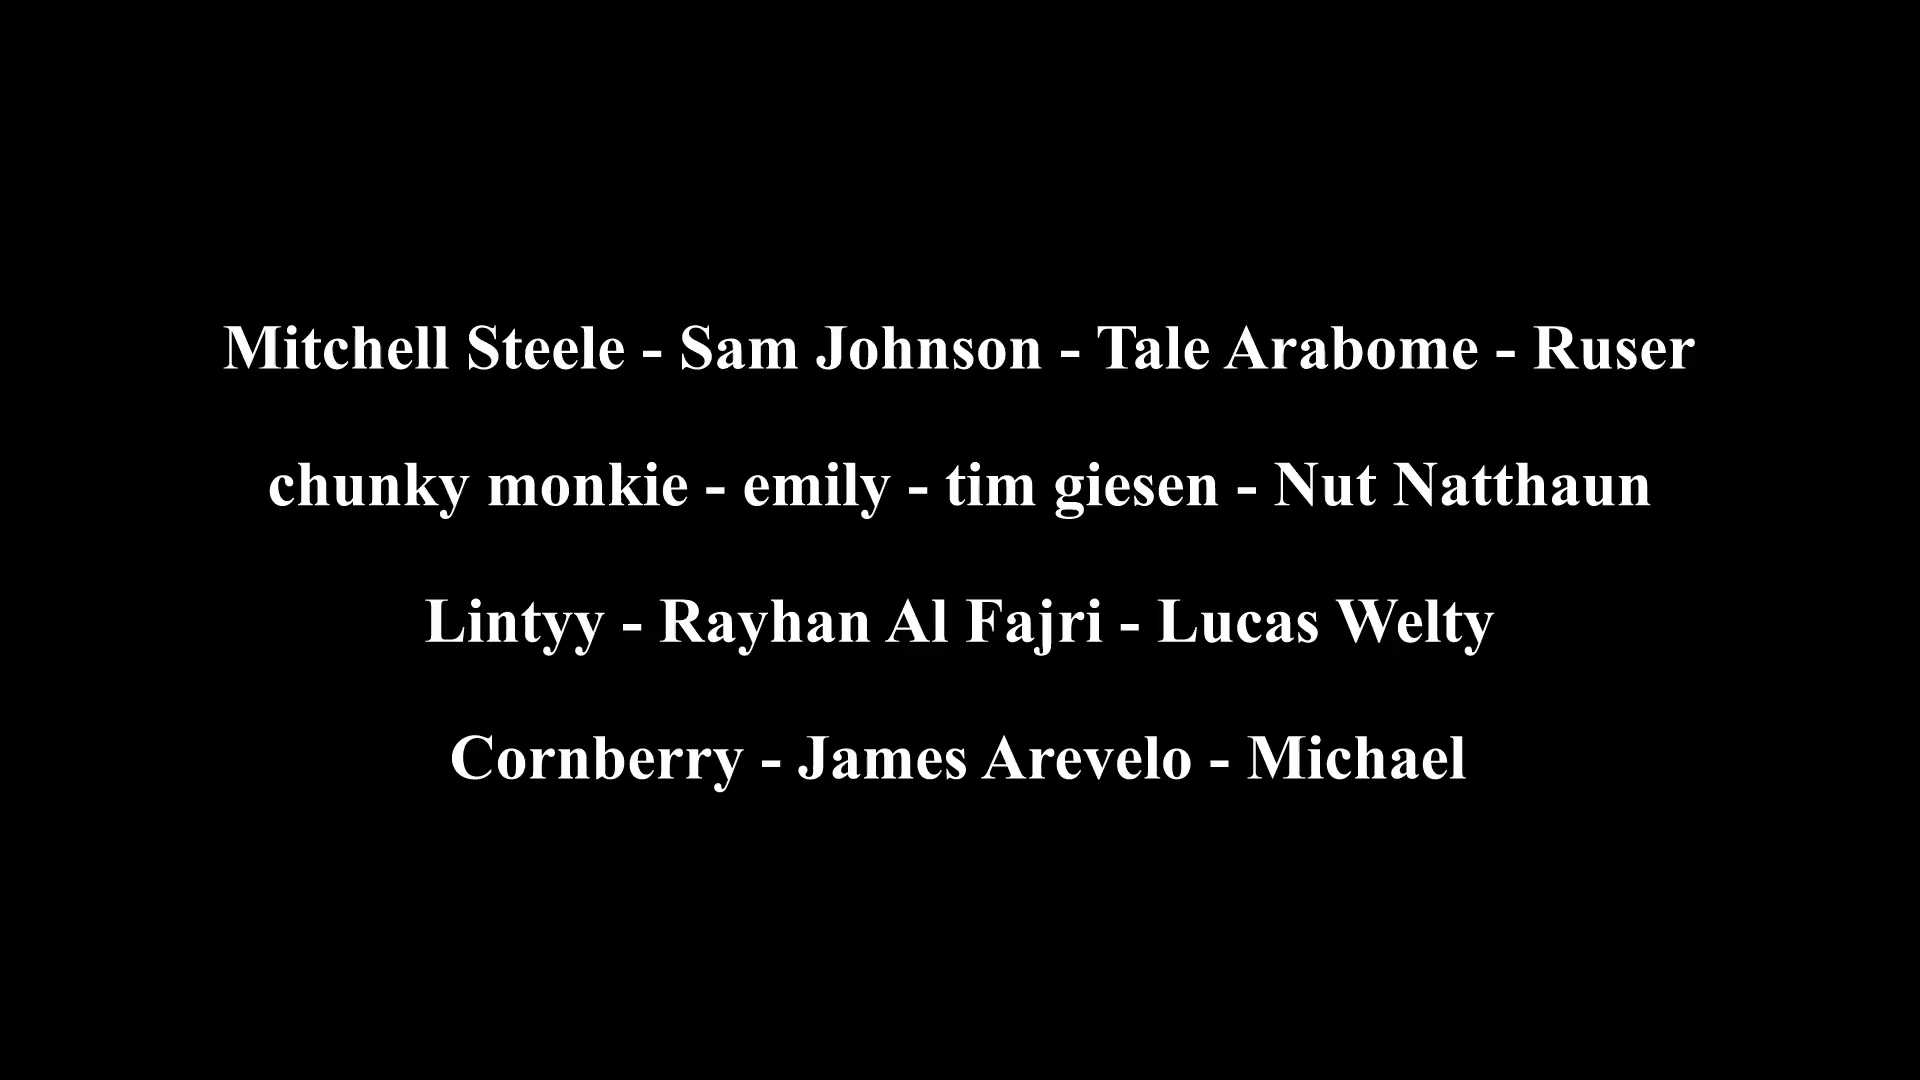 Mitchell Steele - Sam Johnson - Tale Arabome - Ruser
chunky monkie - emily - tim giesen - Nut Natthaun
Lintyy - Rayhan Al Fajri - Lucas Welty
Cornberry - James Arevelo - Michael